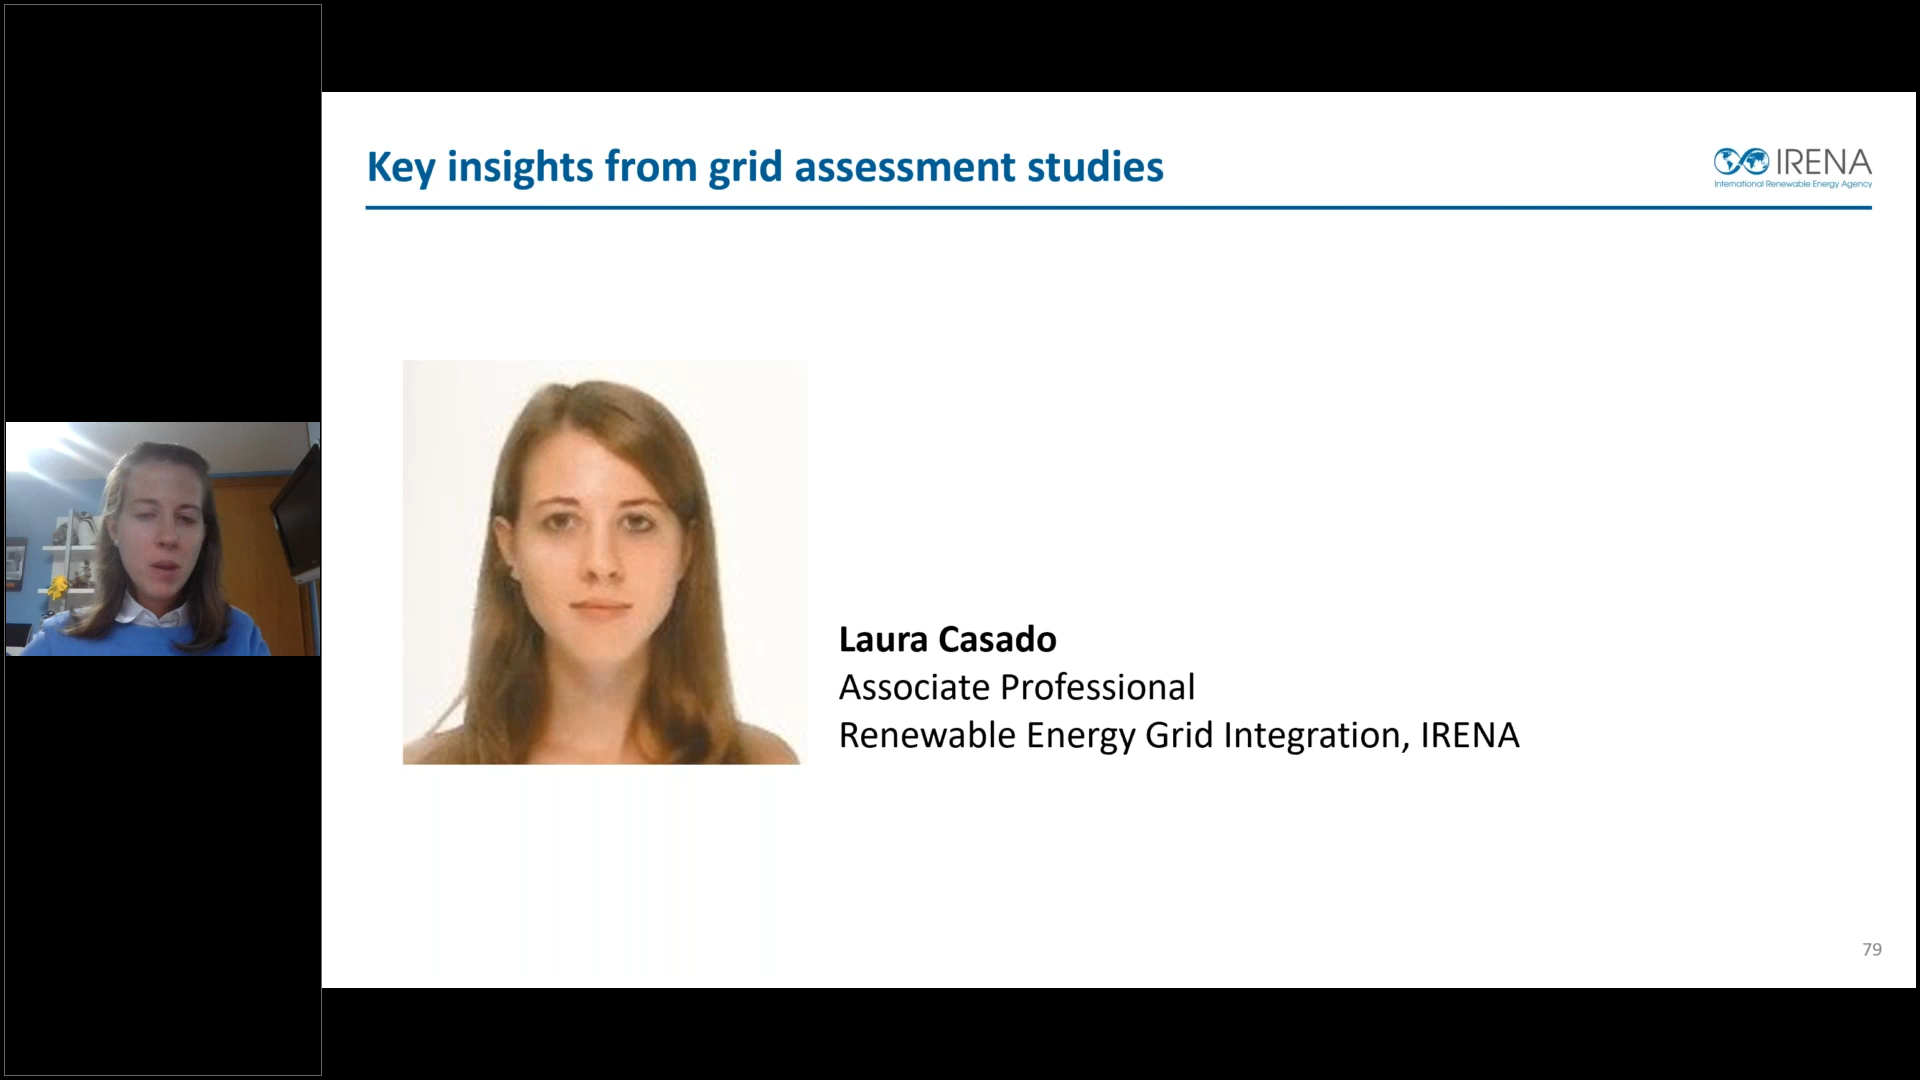 Key insights from grid assessment studies
IRENA
International Renewable Energy Agency
Laura Casado
Associate Professional
Renewable Energy Grid Integration, IRENA
79